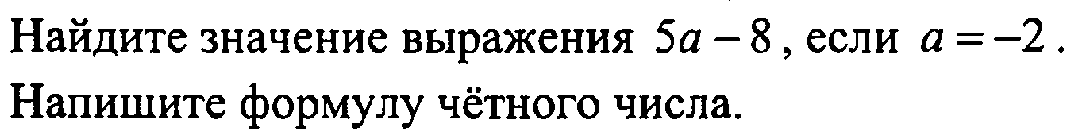 Найдите значение выражения 5a − 8 , если a = −2 .
Напишите формулу чётного числа.